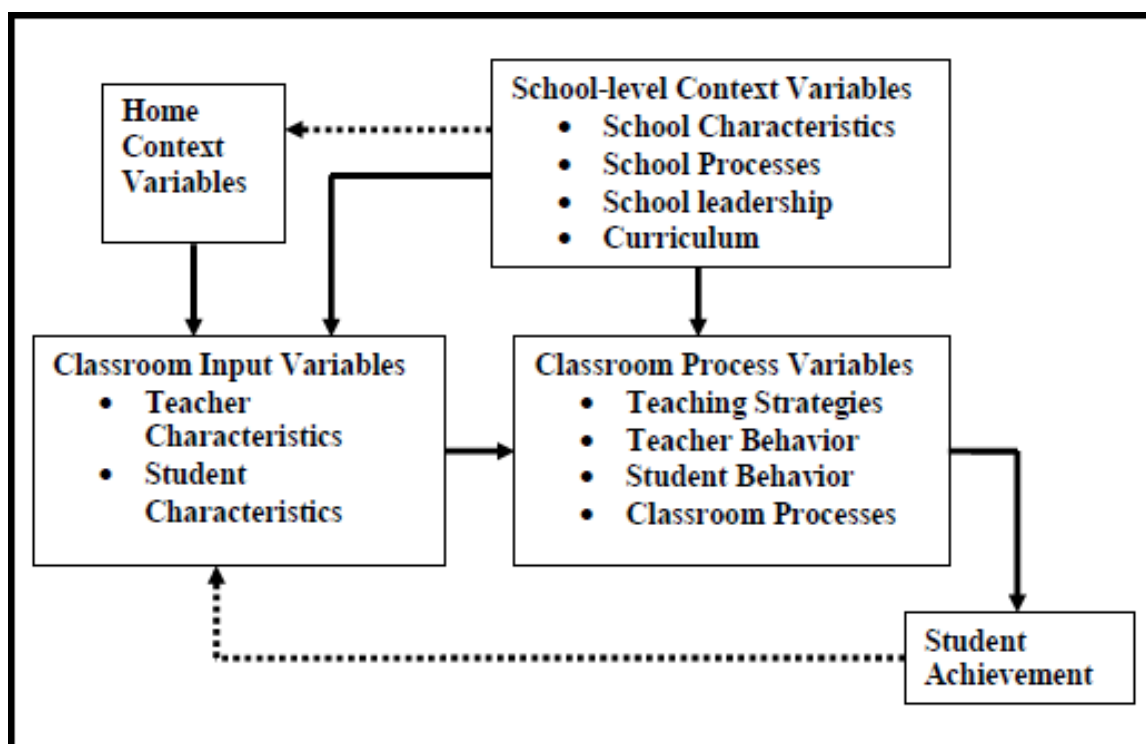 Home
Context
Variables
School-level Context Variables
• School Characteristics
• School Processes
• School leadership
• Curriculum
Classroom Input Variables
• Teacher
Characteristics
• Student
Characteristics
Classroom Process Variables
• Teaching Strategies
• Teacher Behavior
• Student Behavior
• Classroom Processes
Student
Achievement